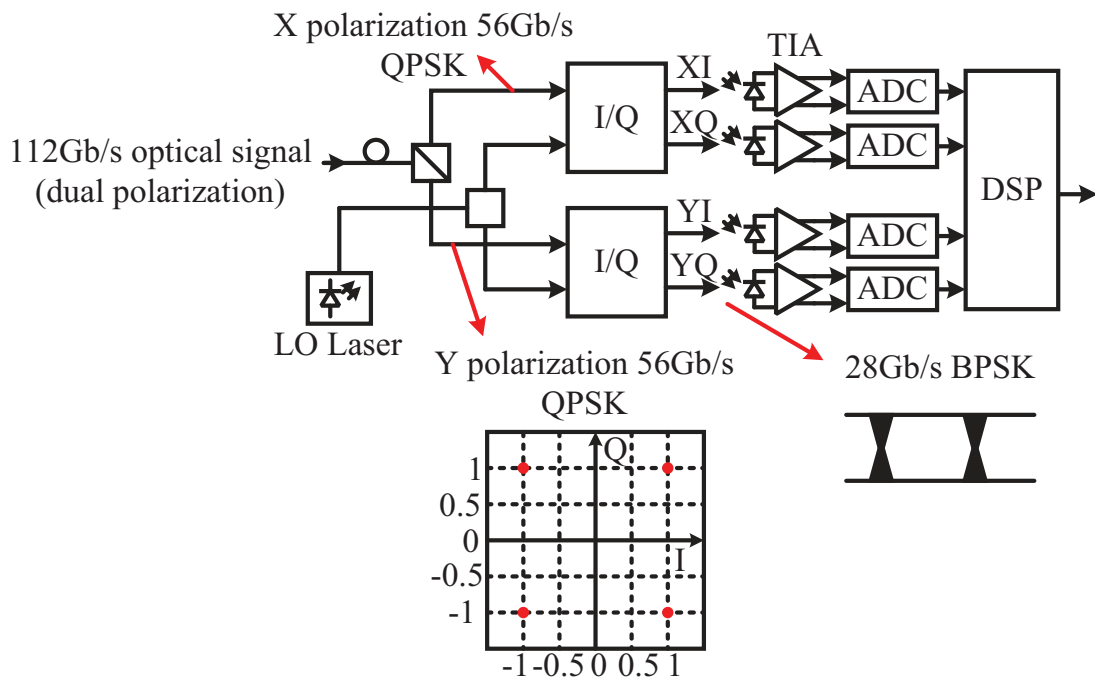 X polarization 56Gb/s
QPSK
TIA
XI
ADC
I/Q
XQ
ADC
112Gb/s optical signal
(dual polarization)
DSP
YI
ADC
I/Q
YQ
ADC
LO Laser
Y polarization 56Gb/s
QPSK
28Gb/s BPSK
Q
1
0.5
0
I
-0.5
-1
-1 -0.5 0 0.5 1